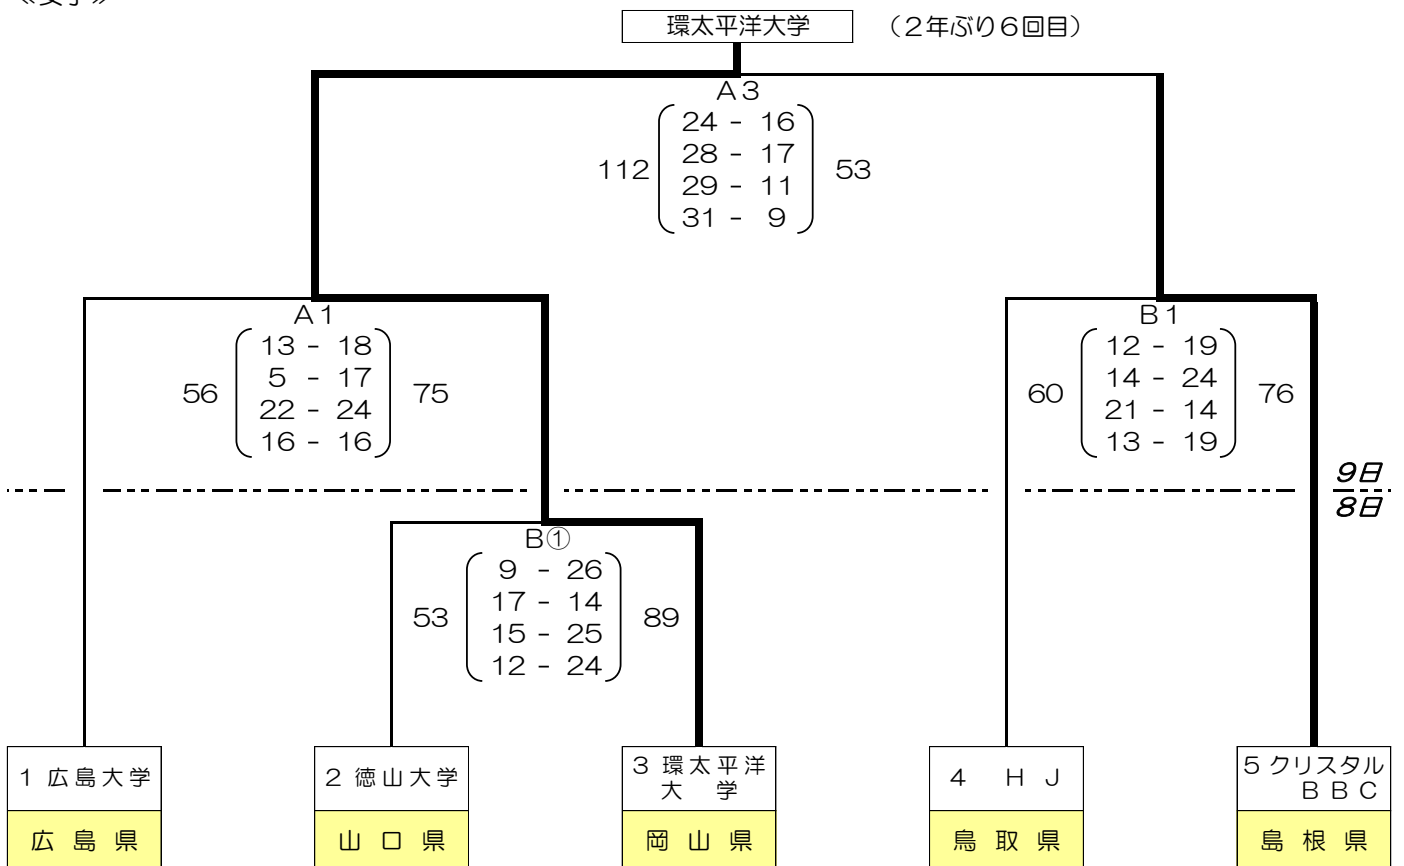 ≪女子≫
環太平洋大学 （２年ぶり６回目）
A3
24 - 16
28 - 17
112 53
29 - 11
31 - 9
A1
13 - 18
5 - 17
56 75
22 - 24
16 - 16
B1
12 - 19
14 - 24
60 76
21 - 14
13 - 19
9日
8日
B①
9 - 26
17 - 14
53 89
15 - 25
12 - 24
1 広島大学
広島県
2 徳山大学
山口県
3 環太平洋
大学
岡山県
4 HJ
鳥取県
5 クリスタル
BBC
島根県